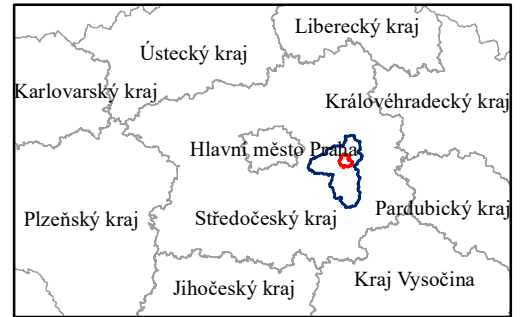 Liberecký kraj
Ústecký kraj
Karlovarský kraj
Královéhradecký kraj
Hlavní město Praha
Plzeňský kraj
Středočeský kraj
Pardubický kraj
Jihočeský kraj
Kraj Vysočina